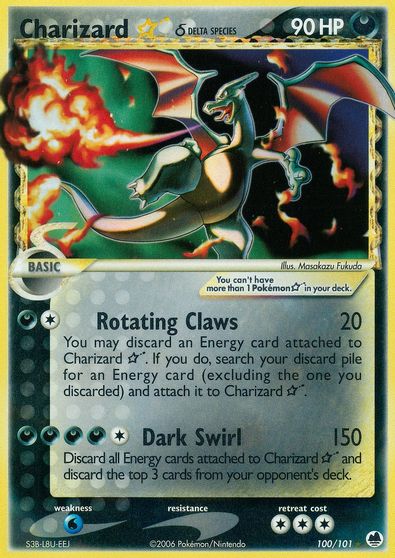 Charizard ☆ δ DELTA SPECIES 90 HP
Illus. Masakazu Fukuda
BASIC
You can't have
more than 1 Pokémon☆ in your deck.
Rotating Claws 20
You may discard an Energy card attached to
Charizard ☆. If you do, search your discard pile
for an Energy card (excluding the one you
discarded) and attach it to Charizard ☆.
Dark Swirl 150
Discard all Energy cards attached to Charizard ☆ and
discard the top 3 cards from your opponent's deck.
weakness resistance retreat cost
S3B-L8U-EEJ ©2006 Pokémon/Nintendo 100/101 ★